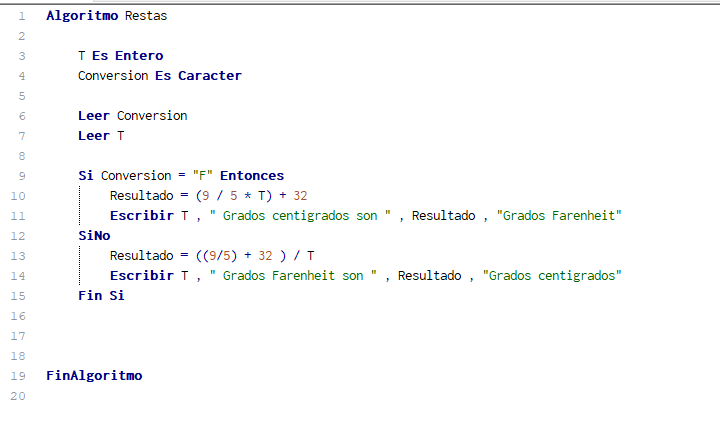 1 Algoritmo Restas
2
3 T Es Entero
4 Conversion Es Caracter
5
6 Leer Conversion
7 Leer T
8
9 Si Conversion = "F" Entonces
10 Resultado = (9 / 5 * T) + 32
11 Escribir T , " Grados centigrados son " , Resultado , "Grados Farenheit"
12 SiNo
13 Resultado = ((9/5) + 32 ) / T
14 Escribir T , " Grados Farenheit son " , Resultado , "Grados centigrados"
15 Fin Si
16
17
18
19 FinAlgoritmo
20